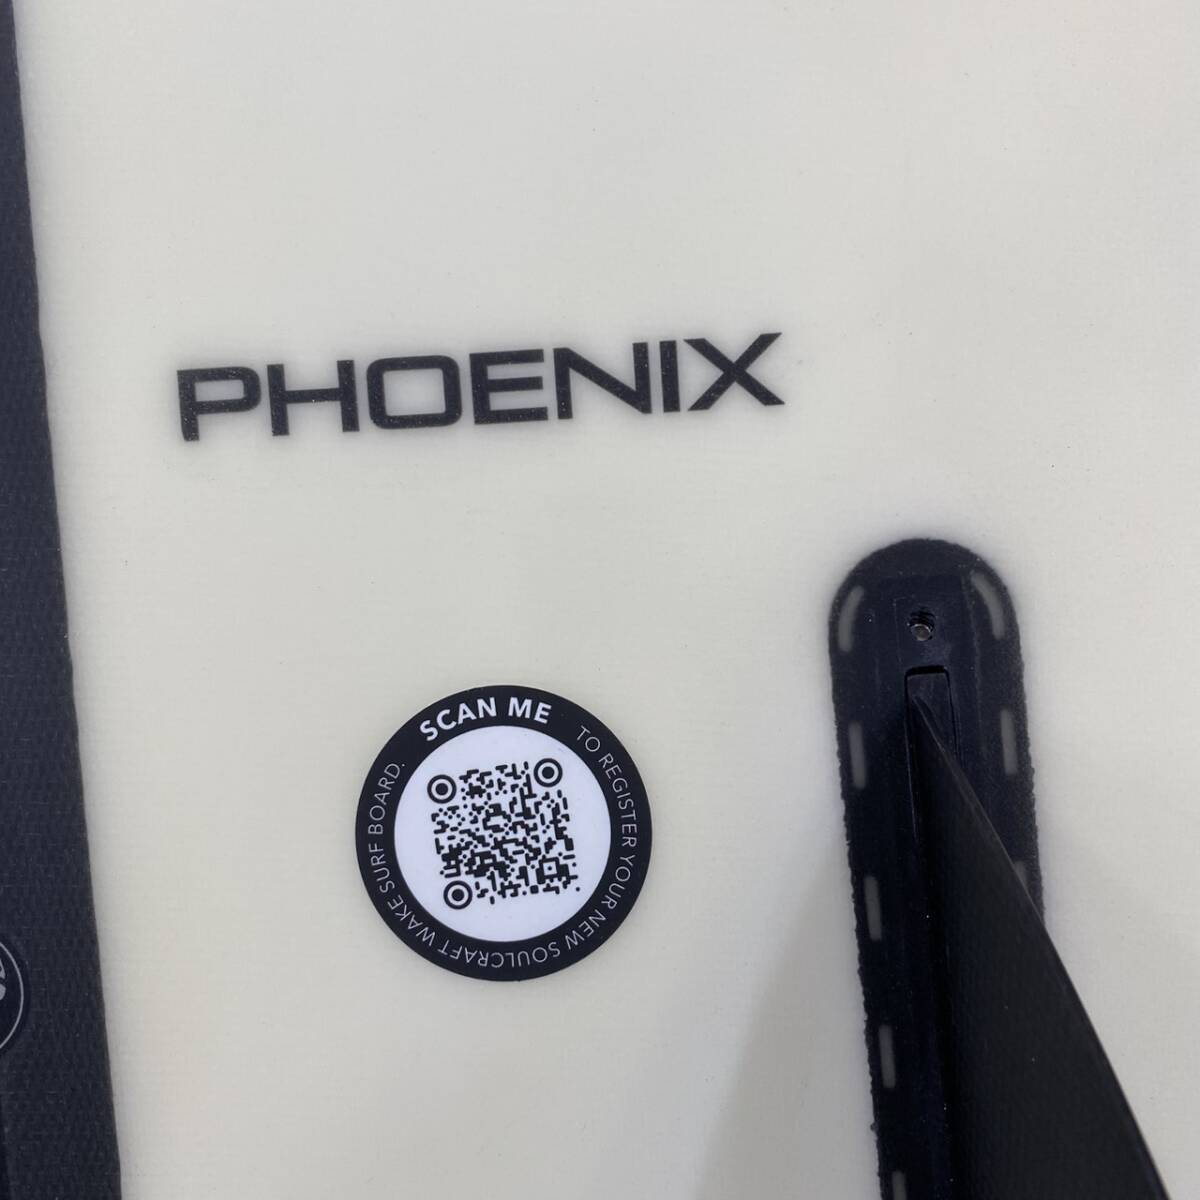 PHOENIX
SCAN ME
TO REGISTER YOUR NEW SOULCRAFT WAKE SURF BOARD.